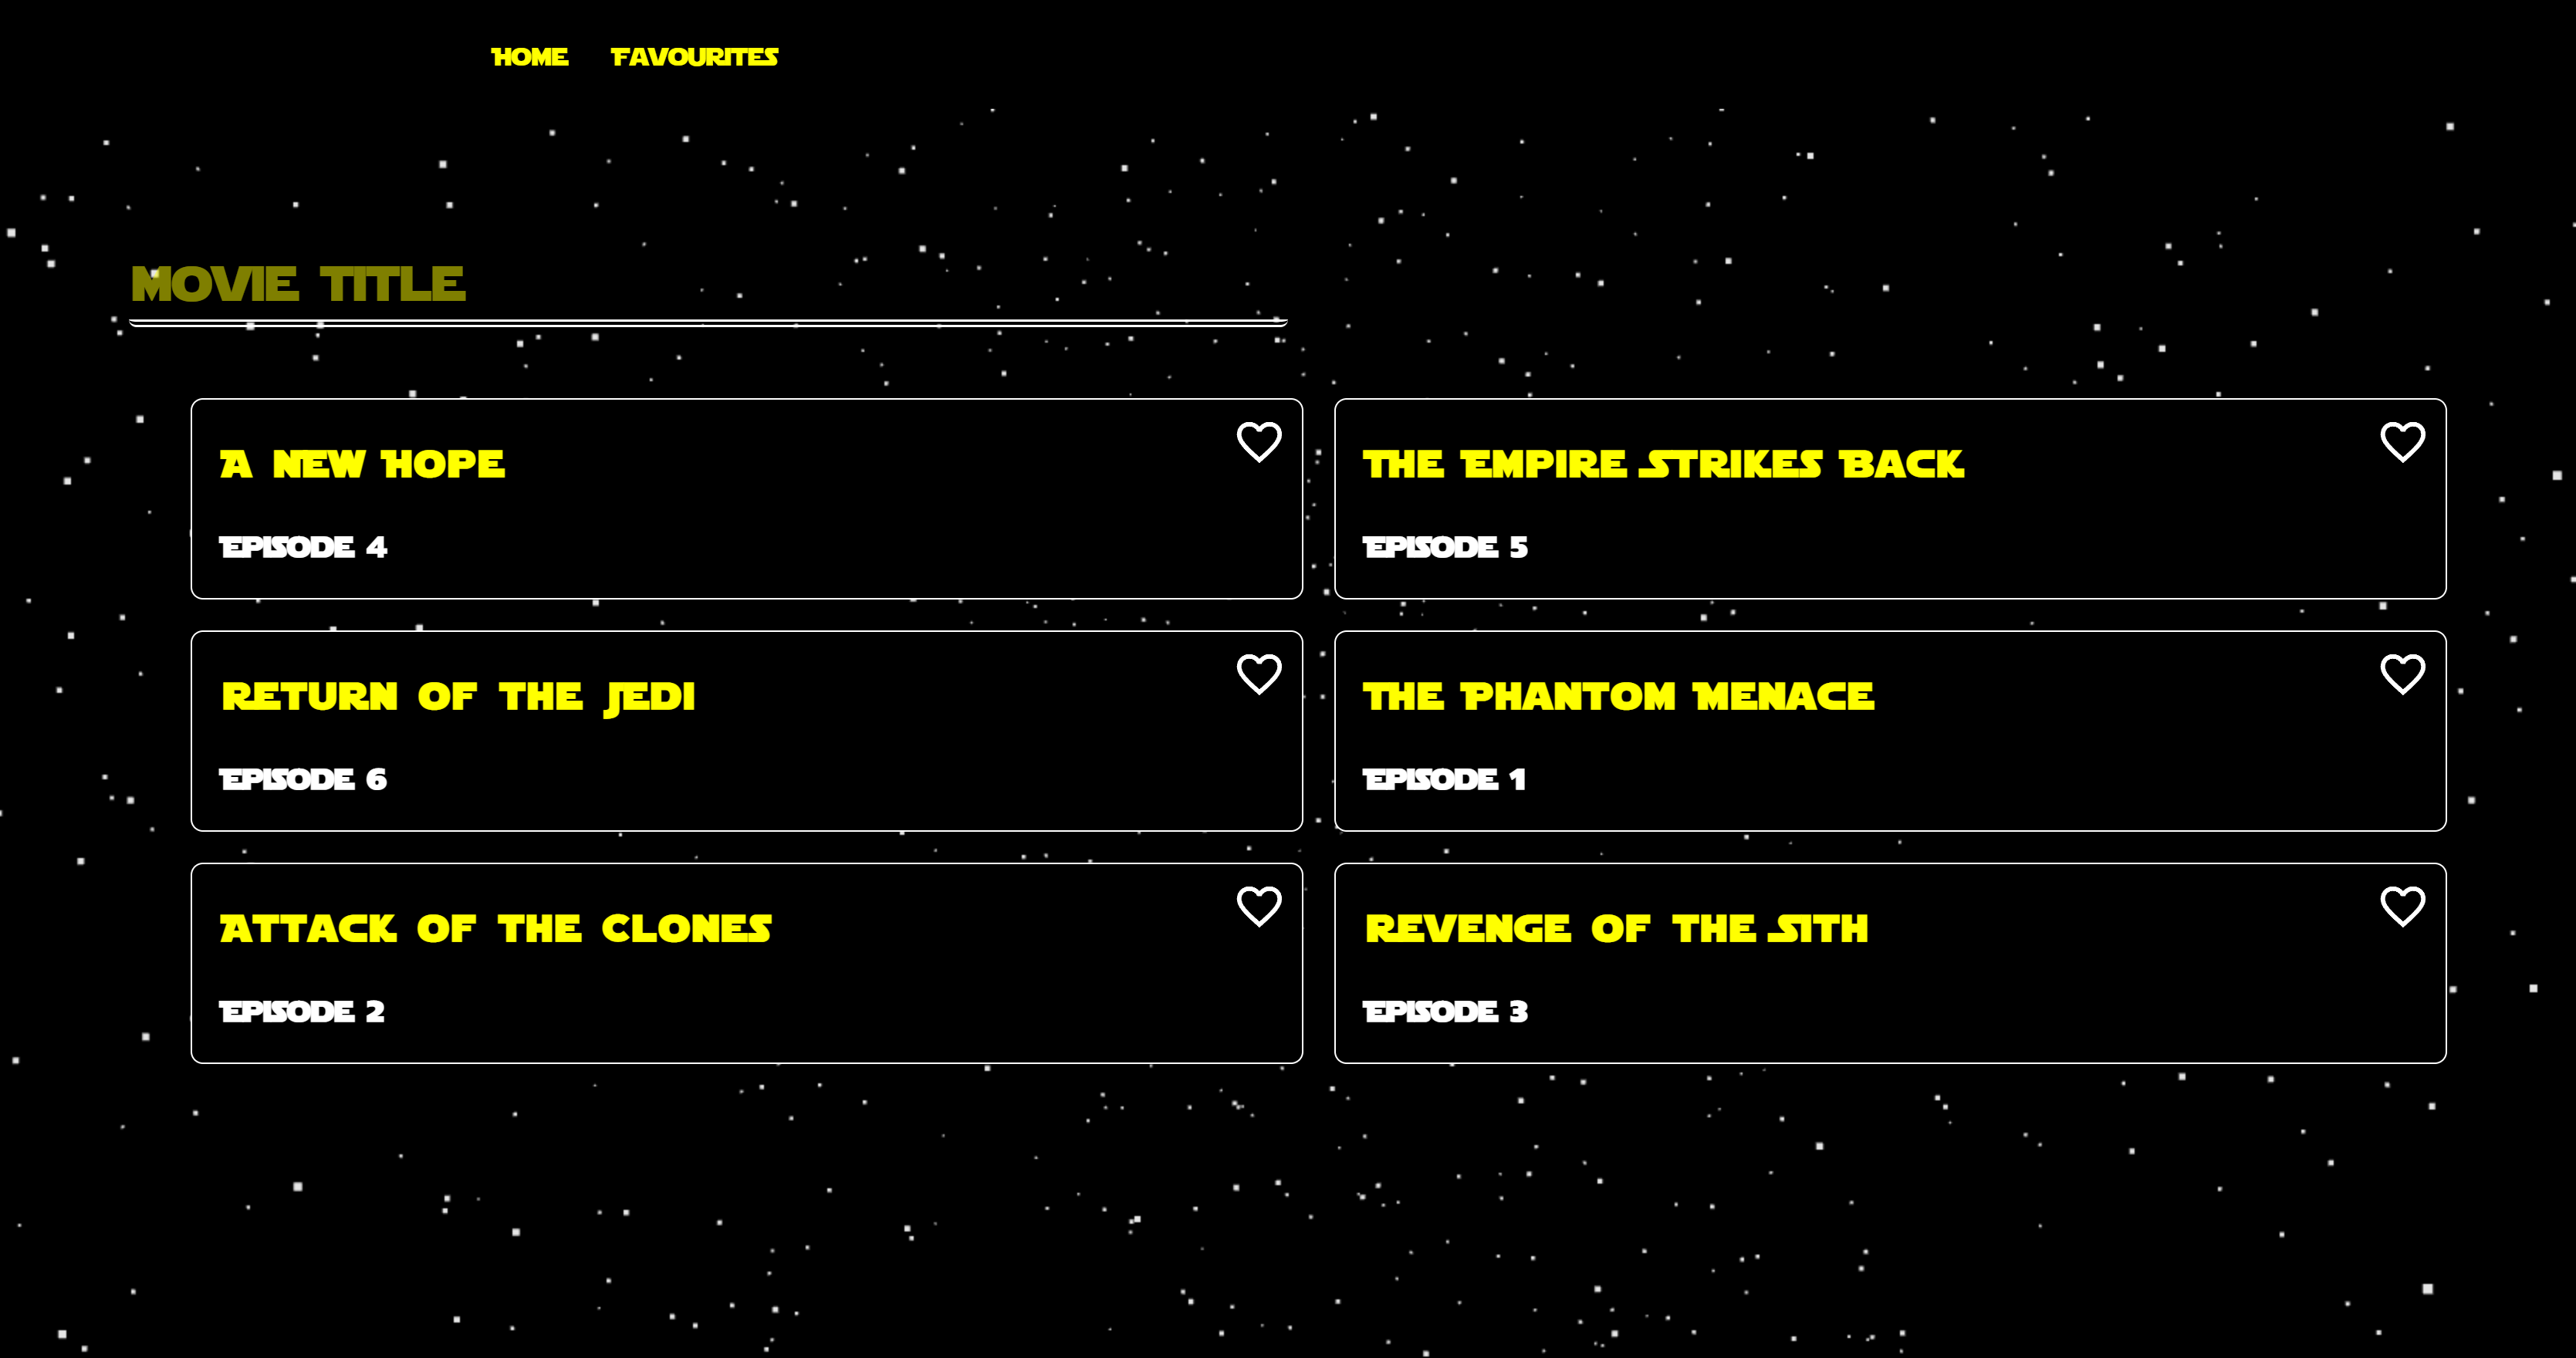 HOME FAVOURITES
MOVIE TITLE
A NEW HOPE
EPISODE 4
THE EMPIRE STRIKES BACK
EPISODE 5
RETURN OF THE JEDI
EPISODE 6
THE PHANTOM MENACE
EPISODE 1
ATTACK OF THE CLONES
EPISODE 2
REVENGE OF THE SITH
EPISODE 3